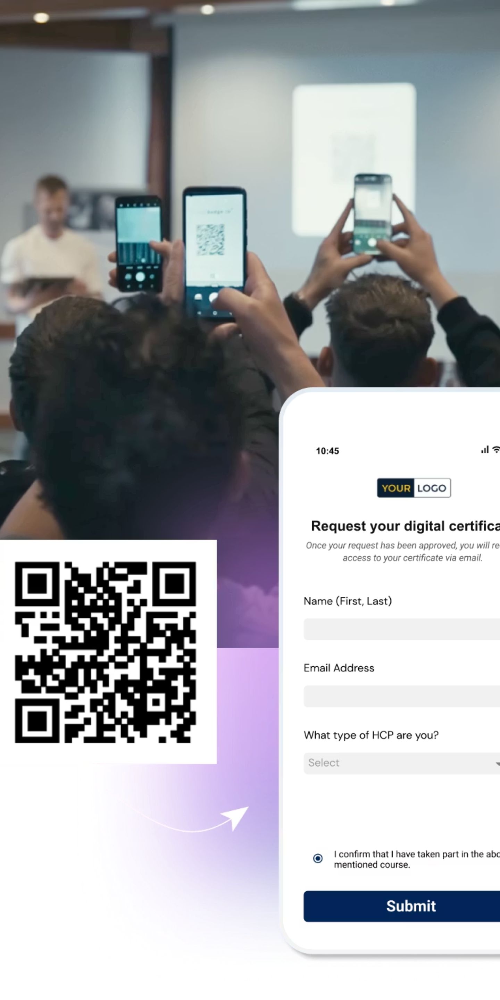 10:45
YOUR LOGO
Request your digital certifica
Once your request has been approved, you will re
access to your certificate via email.
Name (First, Last)
Email Address
What type of HCP are you?
Select
I confirm that I have taken part in the abo
mentioned course.
Submit